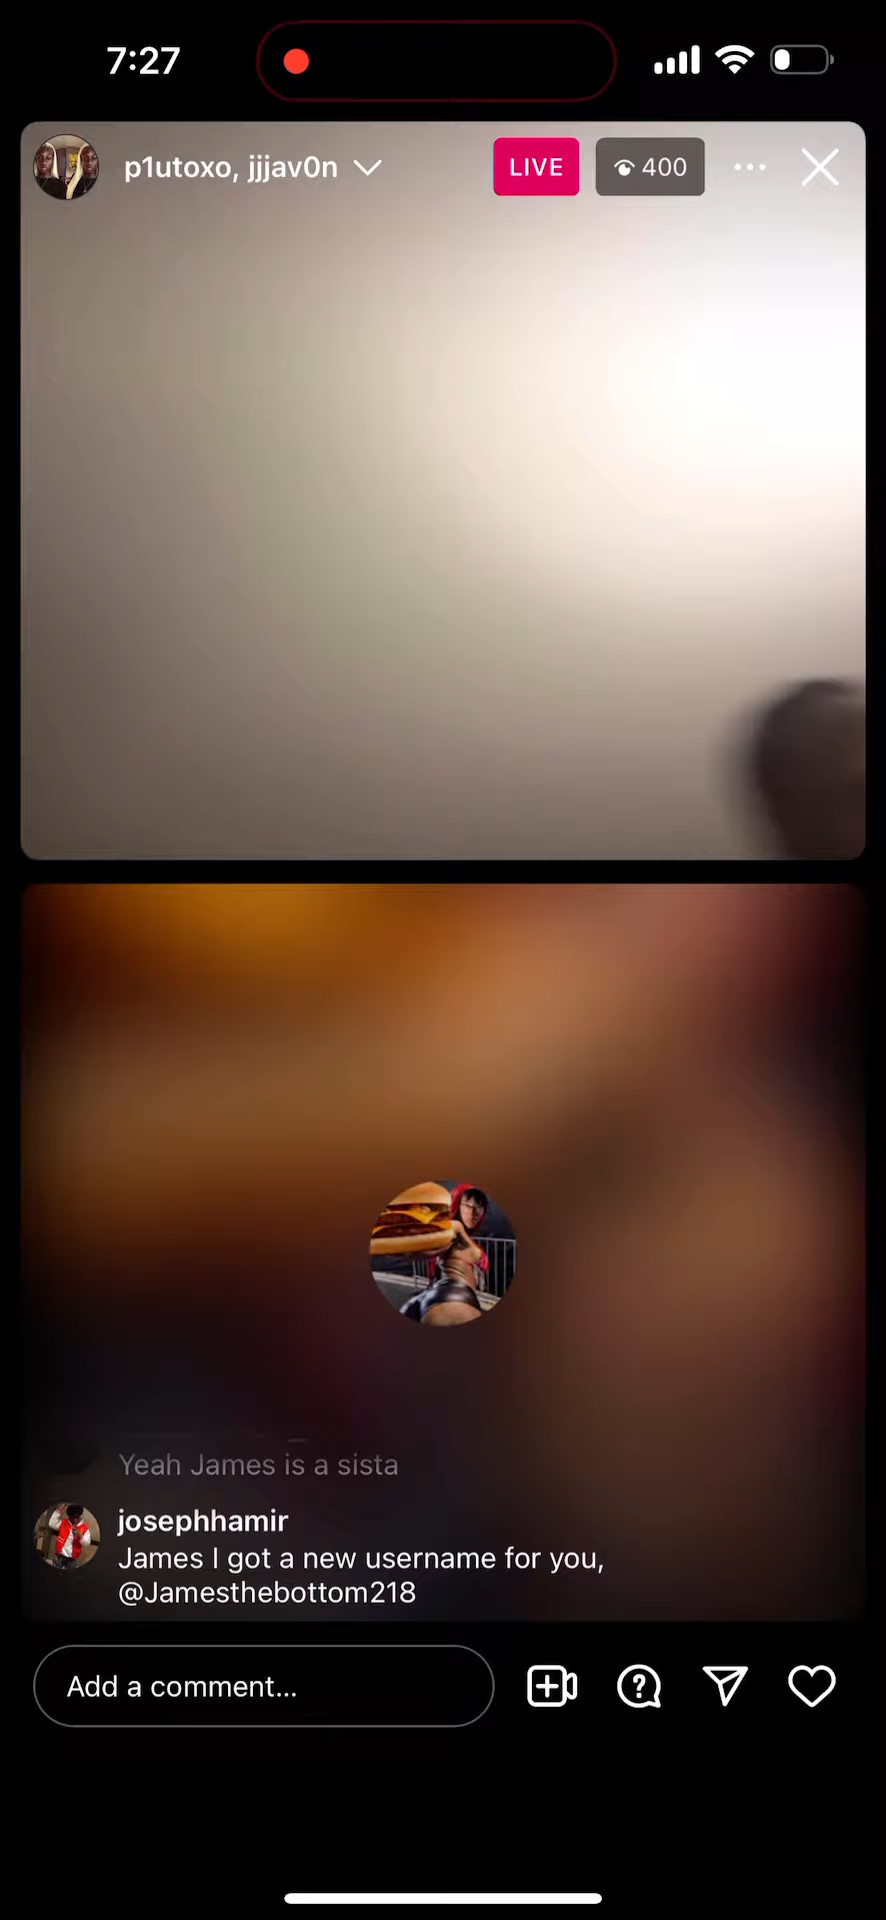 7:27
p1utoxo, jjjav0n
LIVE
400
Yeah James is a sista
josephhamir
James I got a new username for you,
@Jamesthebottom218
Add a comment...